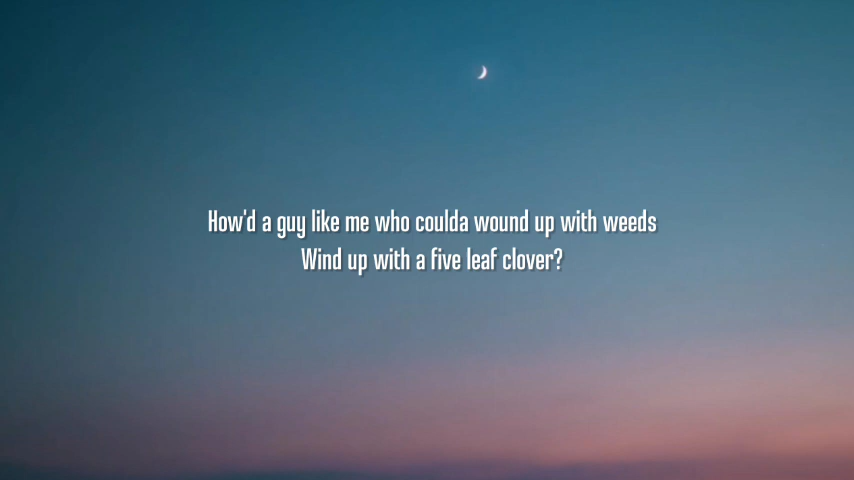 How'd a guy like me who coulda wound up with weeds
Wind up with a five leaf clover?